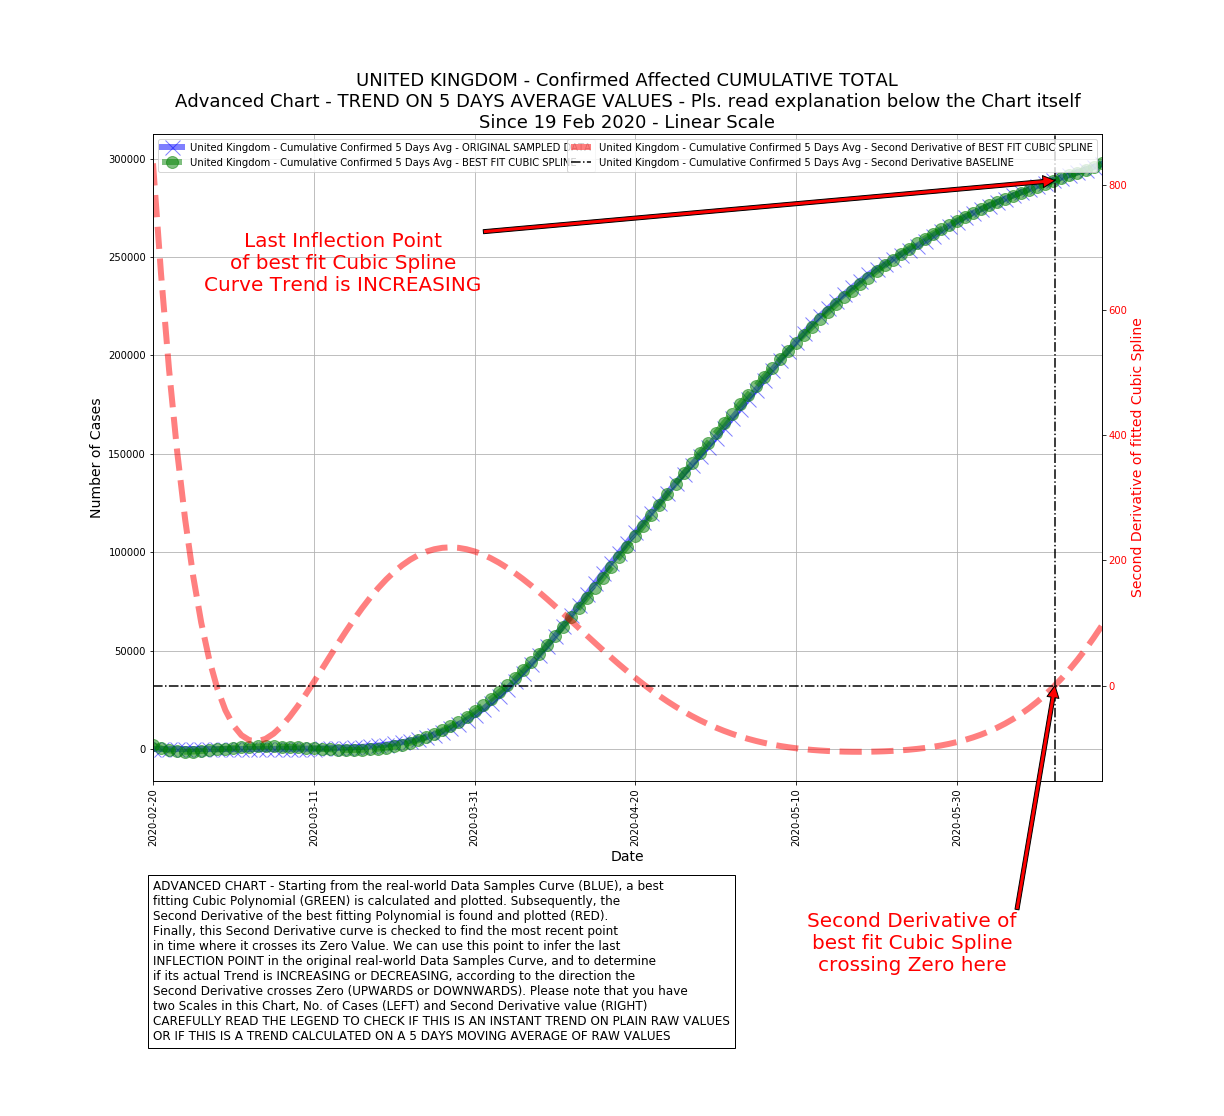 UNITED KINGDOM - Confirmed Affected CUMULATIVE TOTAL
Advanced Chart - TREND ON 5 DAYS AVERAGE VALUES - Pls. read explanation below the Chart itself
Since 19 Feb 2020 - Linear Scale
United Kingdom - Cumulative Confirmed 5 Days Avg - ORIGINAL SAMPLED
United Kingdom - Cumulative Confirmed 5 Days Avg - BEST FIT CUBIC SPLINE
United Kingdom - Cumulative Confirmed 5 Days Avg - Second Derivative of BEST FIT CUBIC SPLINE
United Kingdom - Cumulative Confirmed 5 Days Avg - Second Derivative BASELINE
Last Inflection Point
of best fit Cubic Spline
Curve Trend is INCREASING
Number of Cases
300000
250000
200000
150000
100000
50000
0
800
600
400
200
0
Second Derivative of fitted Cubic Spline
2020-02-20
2020-03-11
2020-03-31
2020-04-20
2020-05-10
2020-05-30
Date
Second Derivative of
best fit Cubic Spline
crossing Zero here
ADVANCED CHART - Starting from the real-world Data Samples Curve (BLUE), a best
fitting Cubic Polynomial (GREEN) is calculated and plotted. Subsequently, the
Second Derivative of the best fitting Polynomial is found and plotted (RED).
Finally, this Second Derivative curve is checked to find the most recent point
in time where it crosses its Zero Value. We can use this point to infer the last
INFLECTION POINT in the original real-world Data Samples Curve, and to determine
if its actual Trend is INCREASING or DECREASING, according to the direction the
Second Derivative crosses Zero (UPWARDS or DOWNWARDS). Please note that you have
two Scales in this Chart, No. of Cases (LEFT) and Second Derivative value (RIGHT)
CAREFULLY READ THE LEGEND TO CHECK IF THIS IS AN INSTANT TREND ON PLAIN RAW VALUES
OR IF THIS IS A TREND CALCULATED ON A 5 DAYS MOVING AVERAGE OF RAW VALUES